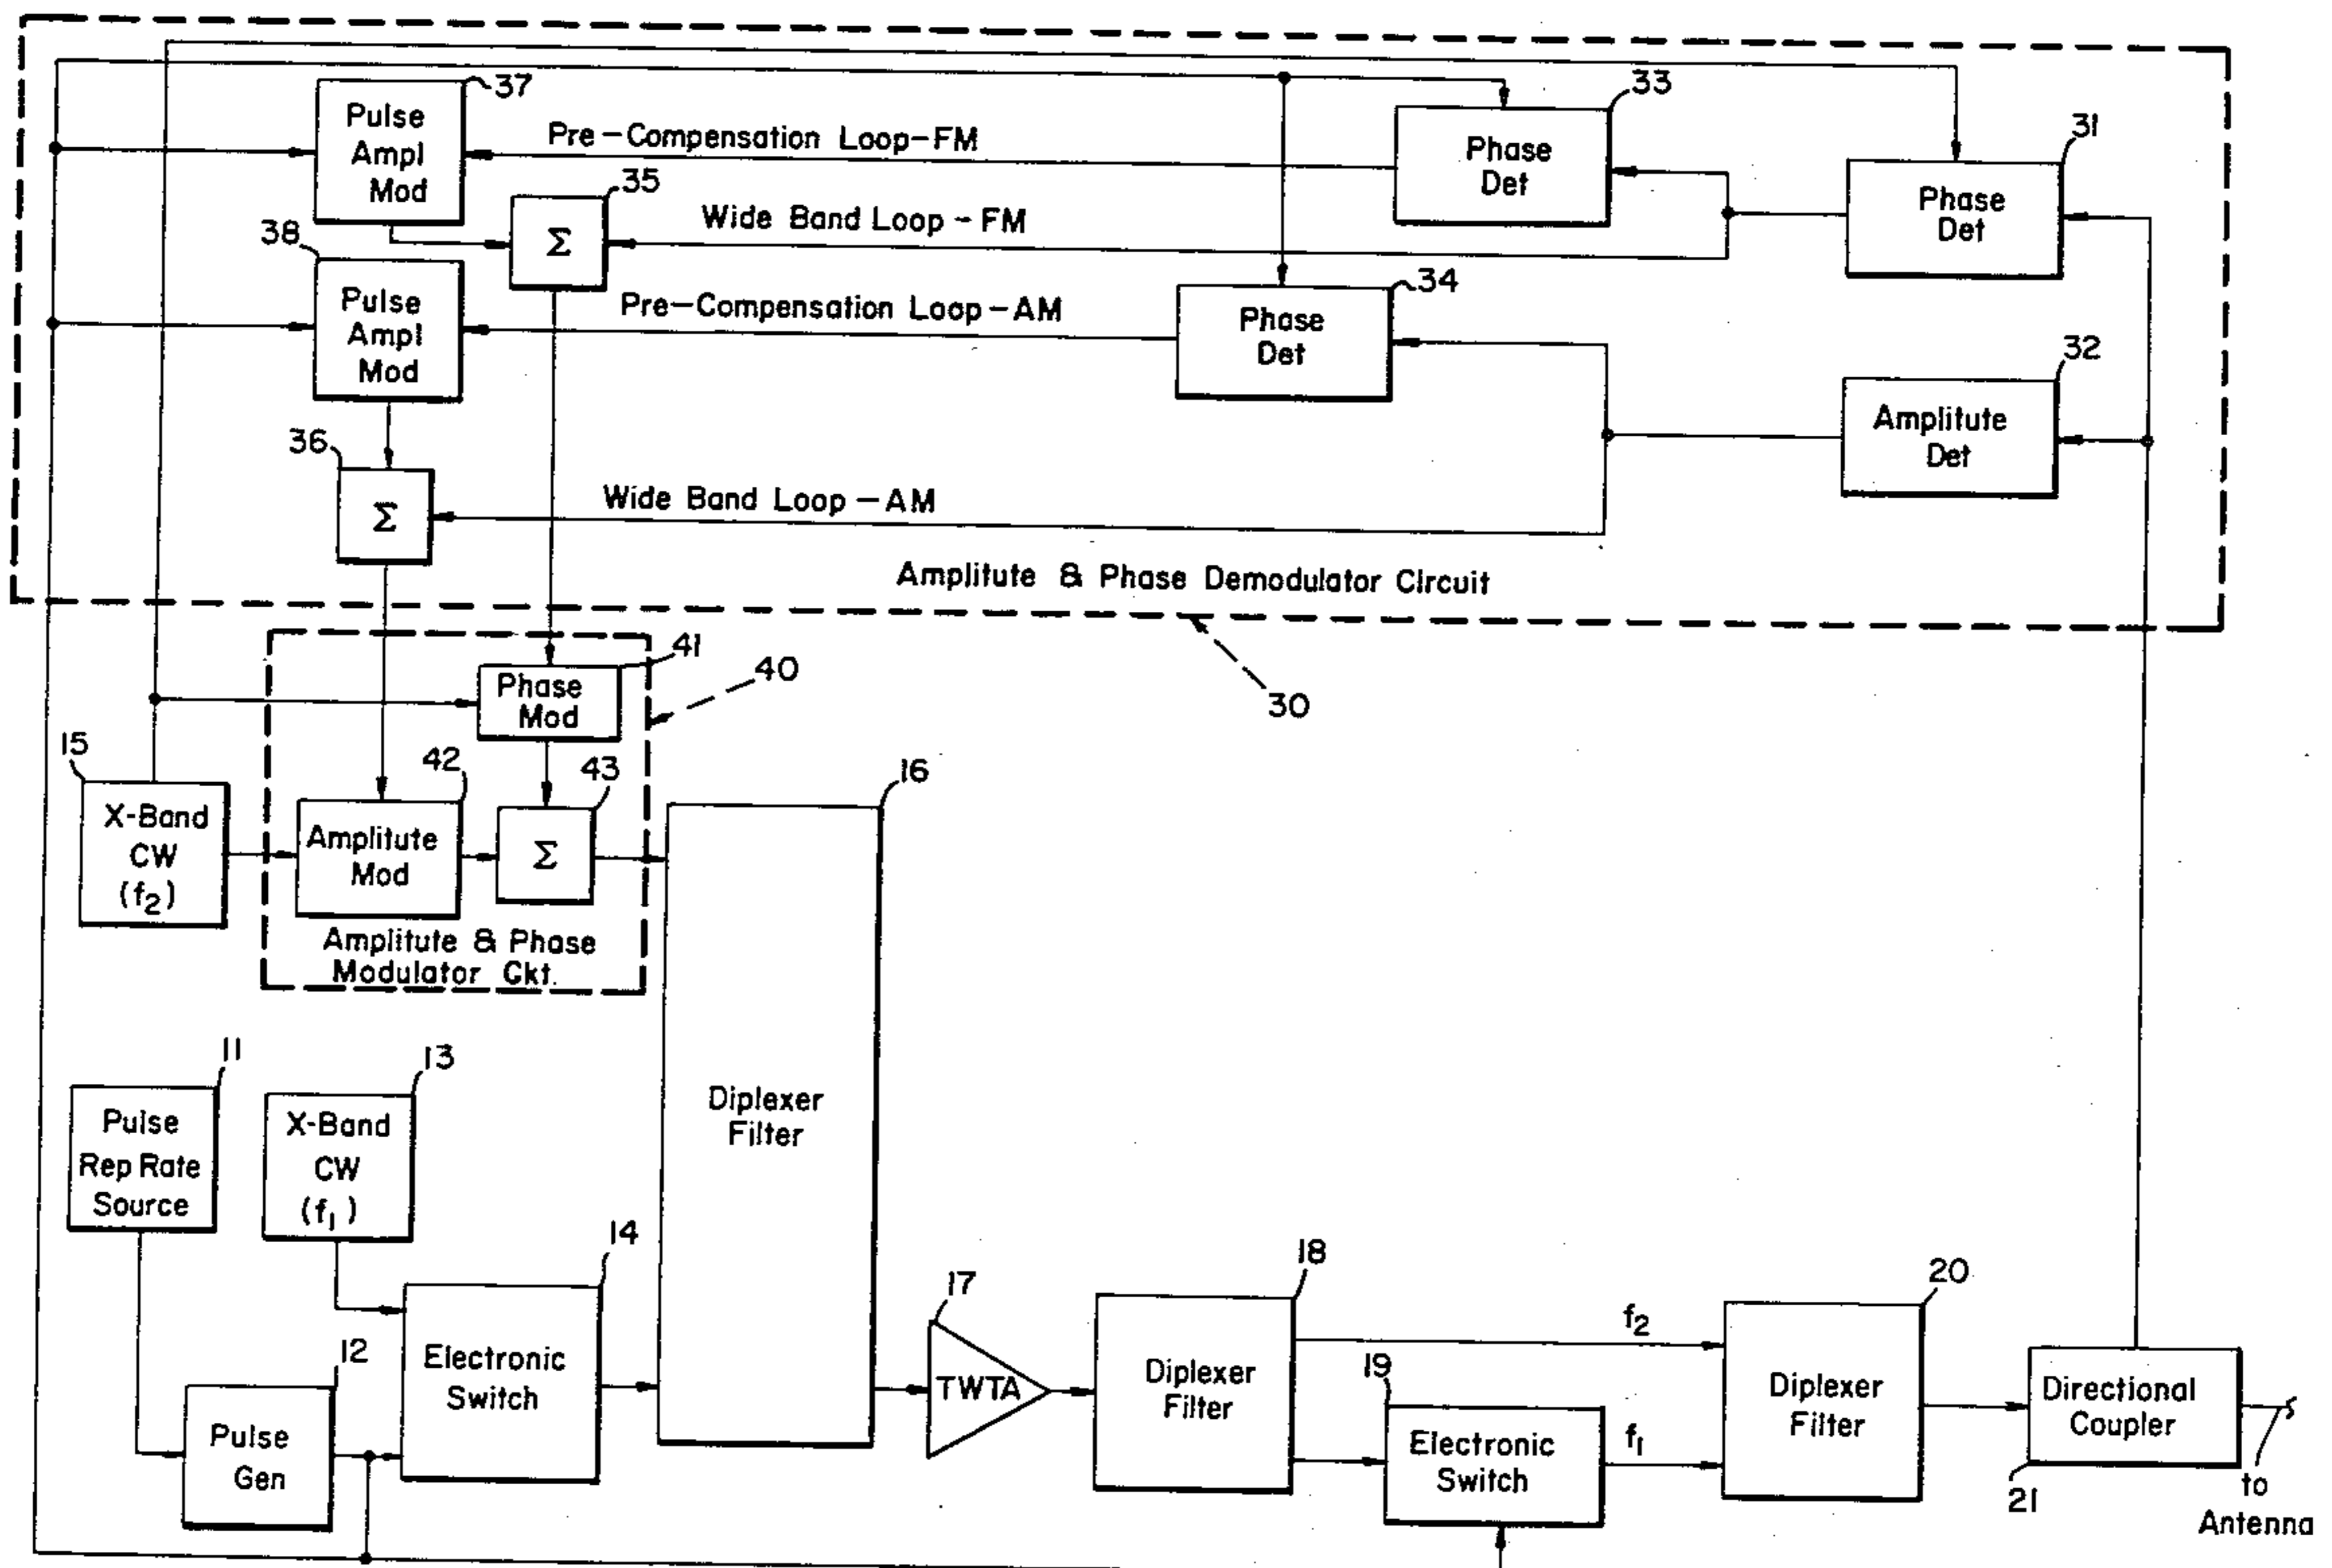 37
Pulse
Ampl
Mod
Pre-Compensation Loop-FM
33
Phase
Det
31
Phase
Det
35
Σ
Wide Band Loop - FM
38
Pulse
Ampl
Mod
Pre-Compensation Loop-AM
34
Phase
Det
32
Amplitute
Det
36
Σ
Wide Band Loop-AM
Amplitute & Phase Demodulator Circuit
30
41
Phase
Mod
40
15
X-Band
CW
(f2)
42
Amplitute
Mod
43
Σ
Amplitute & Phase
Modulator Ckt.
16
Diplexer
Filter
11
Pulse
Rep Rate
Source
13
X-Band
CW
(f1)
14
Electronic
Switch
12
Pulse
Gen
17
TWTA
18
Diplexer
Filter
f2
19
Electronic
Switch
f1
20
Diplexer
Filter
Directional
Coupler
21
to
Antenna